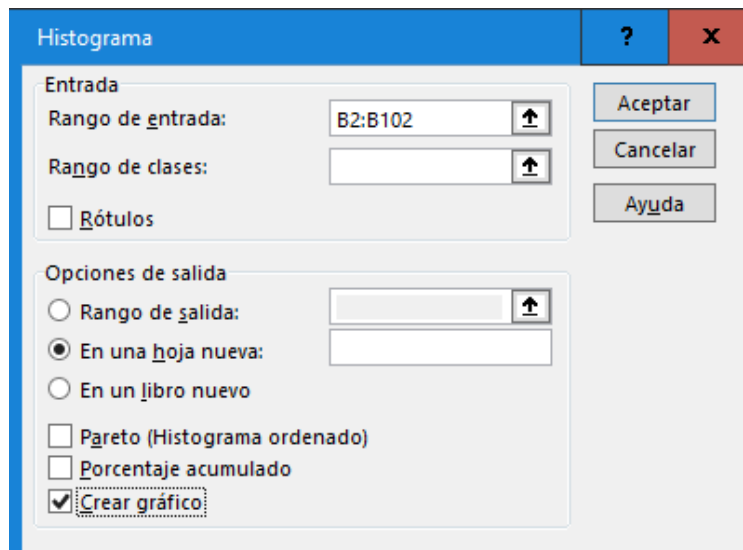 Histograma ? x
Entrada
Rango de entrada: B2:B102
Aceptar
Rango de clases:
Cancelar
Rótulos
Ayuda
Opciones de salida
Rango de salida:
En una hoja nueva:
En un libro nuevo
Pareto (Histograma ordenado)
Porcentaje acumulado
Crear gráfico